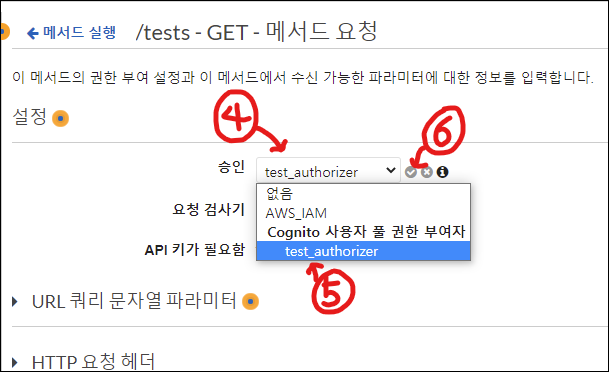 ← 메서드 실행 /tests - GET - 메서드 요청
이 메서드의 권한 부여 설정과 이 메서드에서 수신 가능한 파라미터에 대한 정보를 입력합니다.
설정
④
⑥
승인 test_authorizer
없음
요청 검사기 AWS_IAM
Cognito 사용자 풀 권한 부여자
API 키가 필요함 test_authorizer
⑤
URL 쿼리 문자열 파라미터
HTTP 요청 헤더